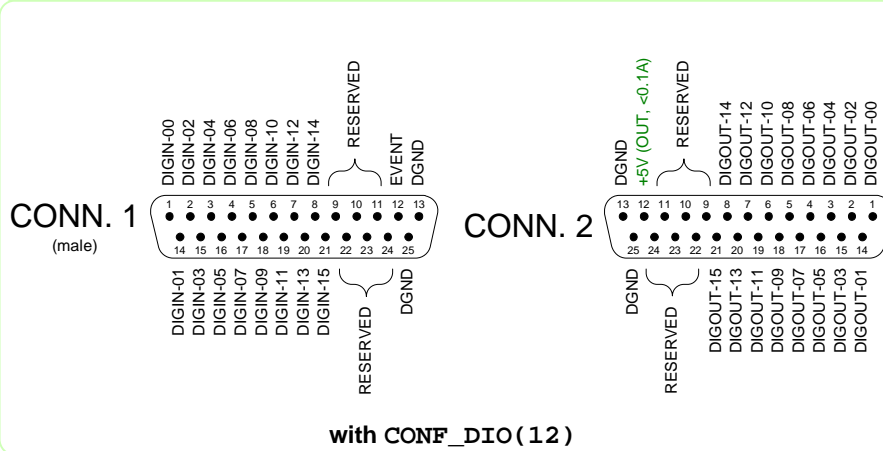 DIGIN-00
DIGIN-02
DIGIN-04
DIGIN-06
DIGIN-08
DIGIN-10
DIGIN-12
DIGIN-14
RESERVED
EVENT
DGND
CONN. 1
(male)
1 2 3 4 5 6 7 8 9 10 11 12 13
14 15 16 17 18 19 20 21 22 23 24 25
DIGIN-01
DIGIN-03
DIGIN-05
DIGIN-07
DIGIN-09
DIGIN-11
DIGIN-13
DIGIN-15
RESERVED
DGND
DGND
+5V (OUT, <0.1A)
RESERVED
DIGOUT-14
DIGOUT-12
DIGOUT-10
DIGOUT-08
DIGOUT-06
DIGOUT-04
DIGOUT-02
DIGOUT-00
CONN. 2
13 12 11 10 9 8 7 6 5 4 3 2 1
25 24 23 22 21 20 19 18 17 16 15 14
DGND
RESERVED
DIGOUT-15
DIGOUT-13
DIGOUT-11
DIGOUT-09
DIGOUT-07
DIGOUT-05
DIGOUT-03
DIGOUT-01
with CONF_DIO(12)